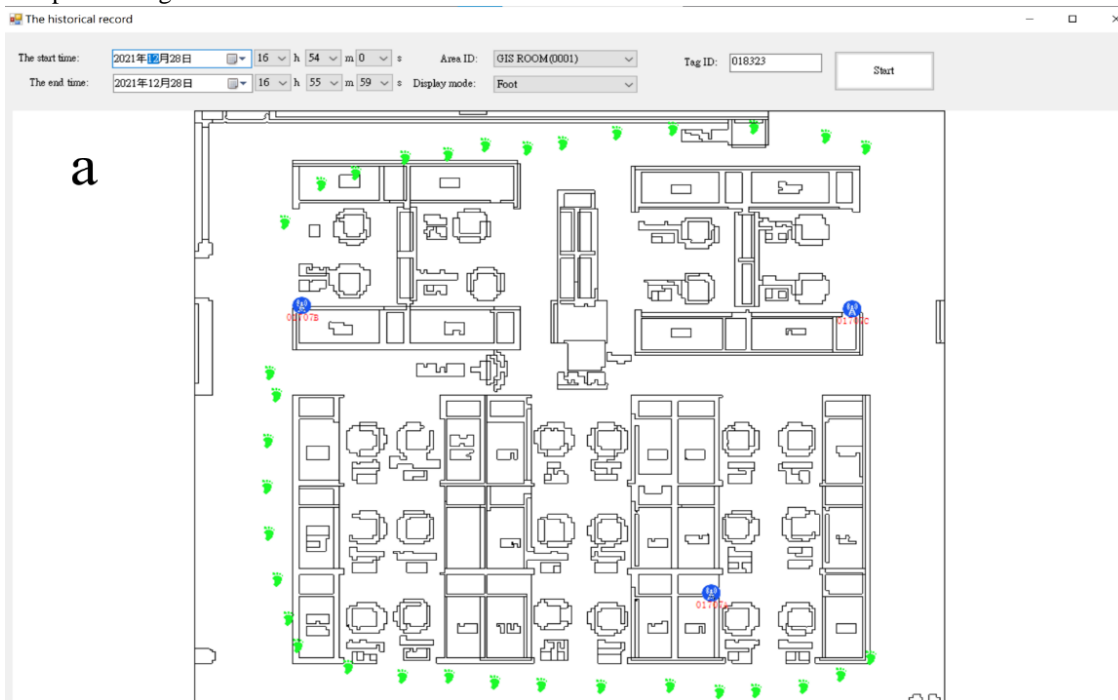 The historical record
The start time: 2021年12月28日 16 h 54 m 0 s Area ID: GIS ROOM(0001) Tag ID: 018323 Start
The end time: 2021年12月28日 16 h 55 m 59 s Display mode: Foot
a